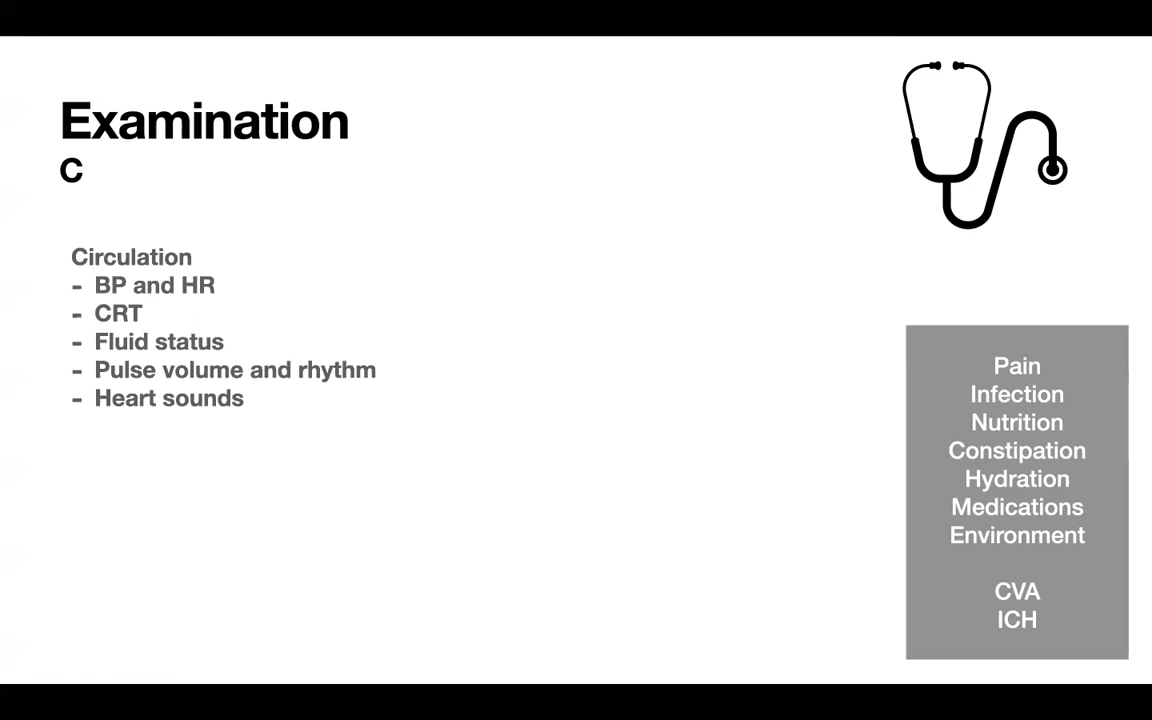 Examination
C
Circulation
- BP and HR
- CRT
- Fluid status
- Pulse volume and rhythm
- Heart sounds
Pain
Infection
Nutrition
Constipation
Hydration
Medications
Environment
CVA
ICH